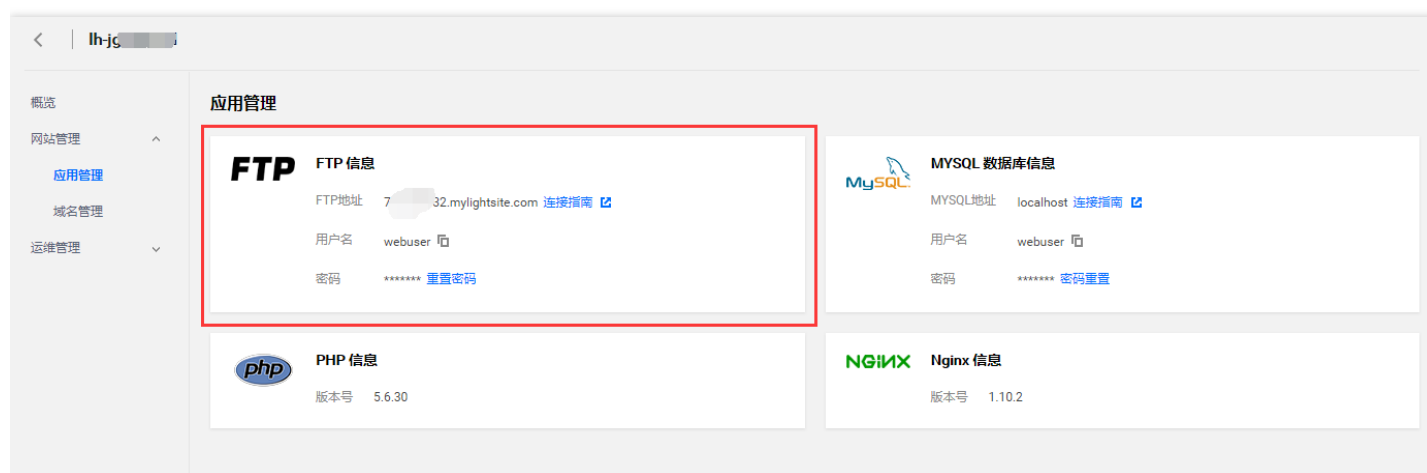 lh-jg
概览
网站管理
应用管理
域名管理
运维管理
应用管理
FTP
FTP 信息
FTP地址 7 32.mylightsite.com 连接指南
用户名 webuser
密码 ******* 重置密码
MySQL
MYSQL 数据库信息
MYSQL地址 localhost 连接指南
用户名 webuser
密码 ******* 密码重置
php
PHP 信息
版本号 5.6.30
NGINX
Nginx 信息
版本号 1.10.2